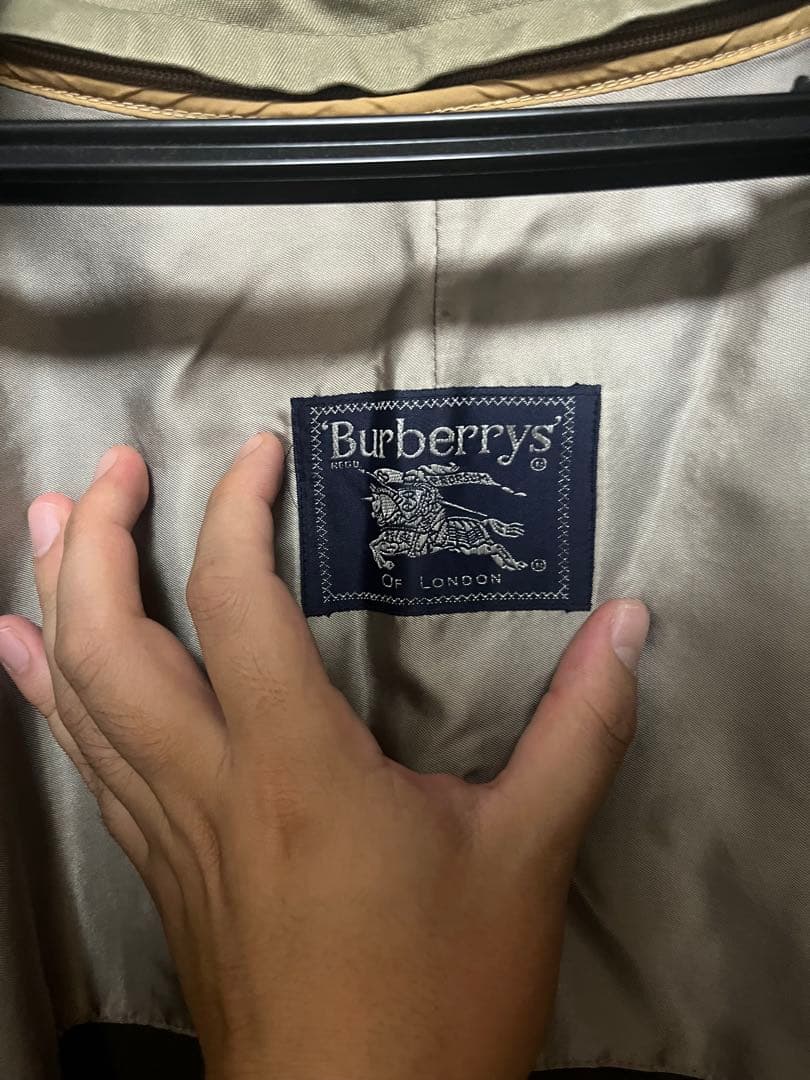 'Burberrys'
REGD. ®
®
OF LONDON